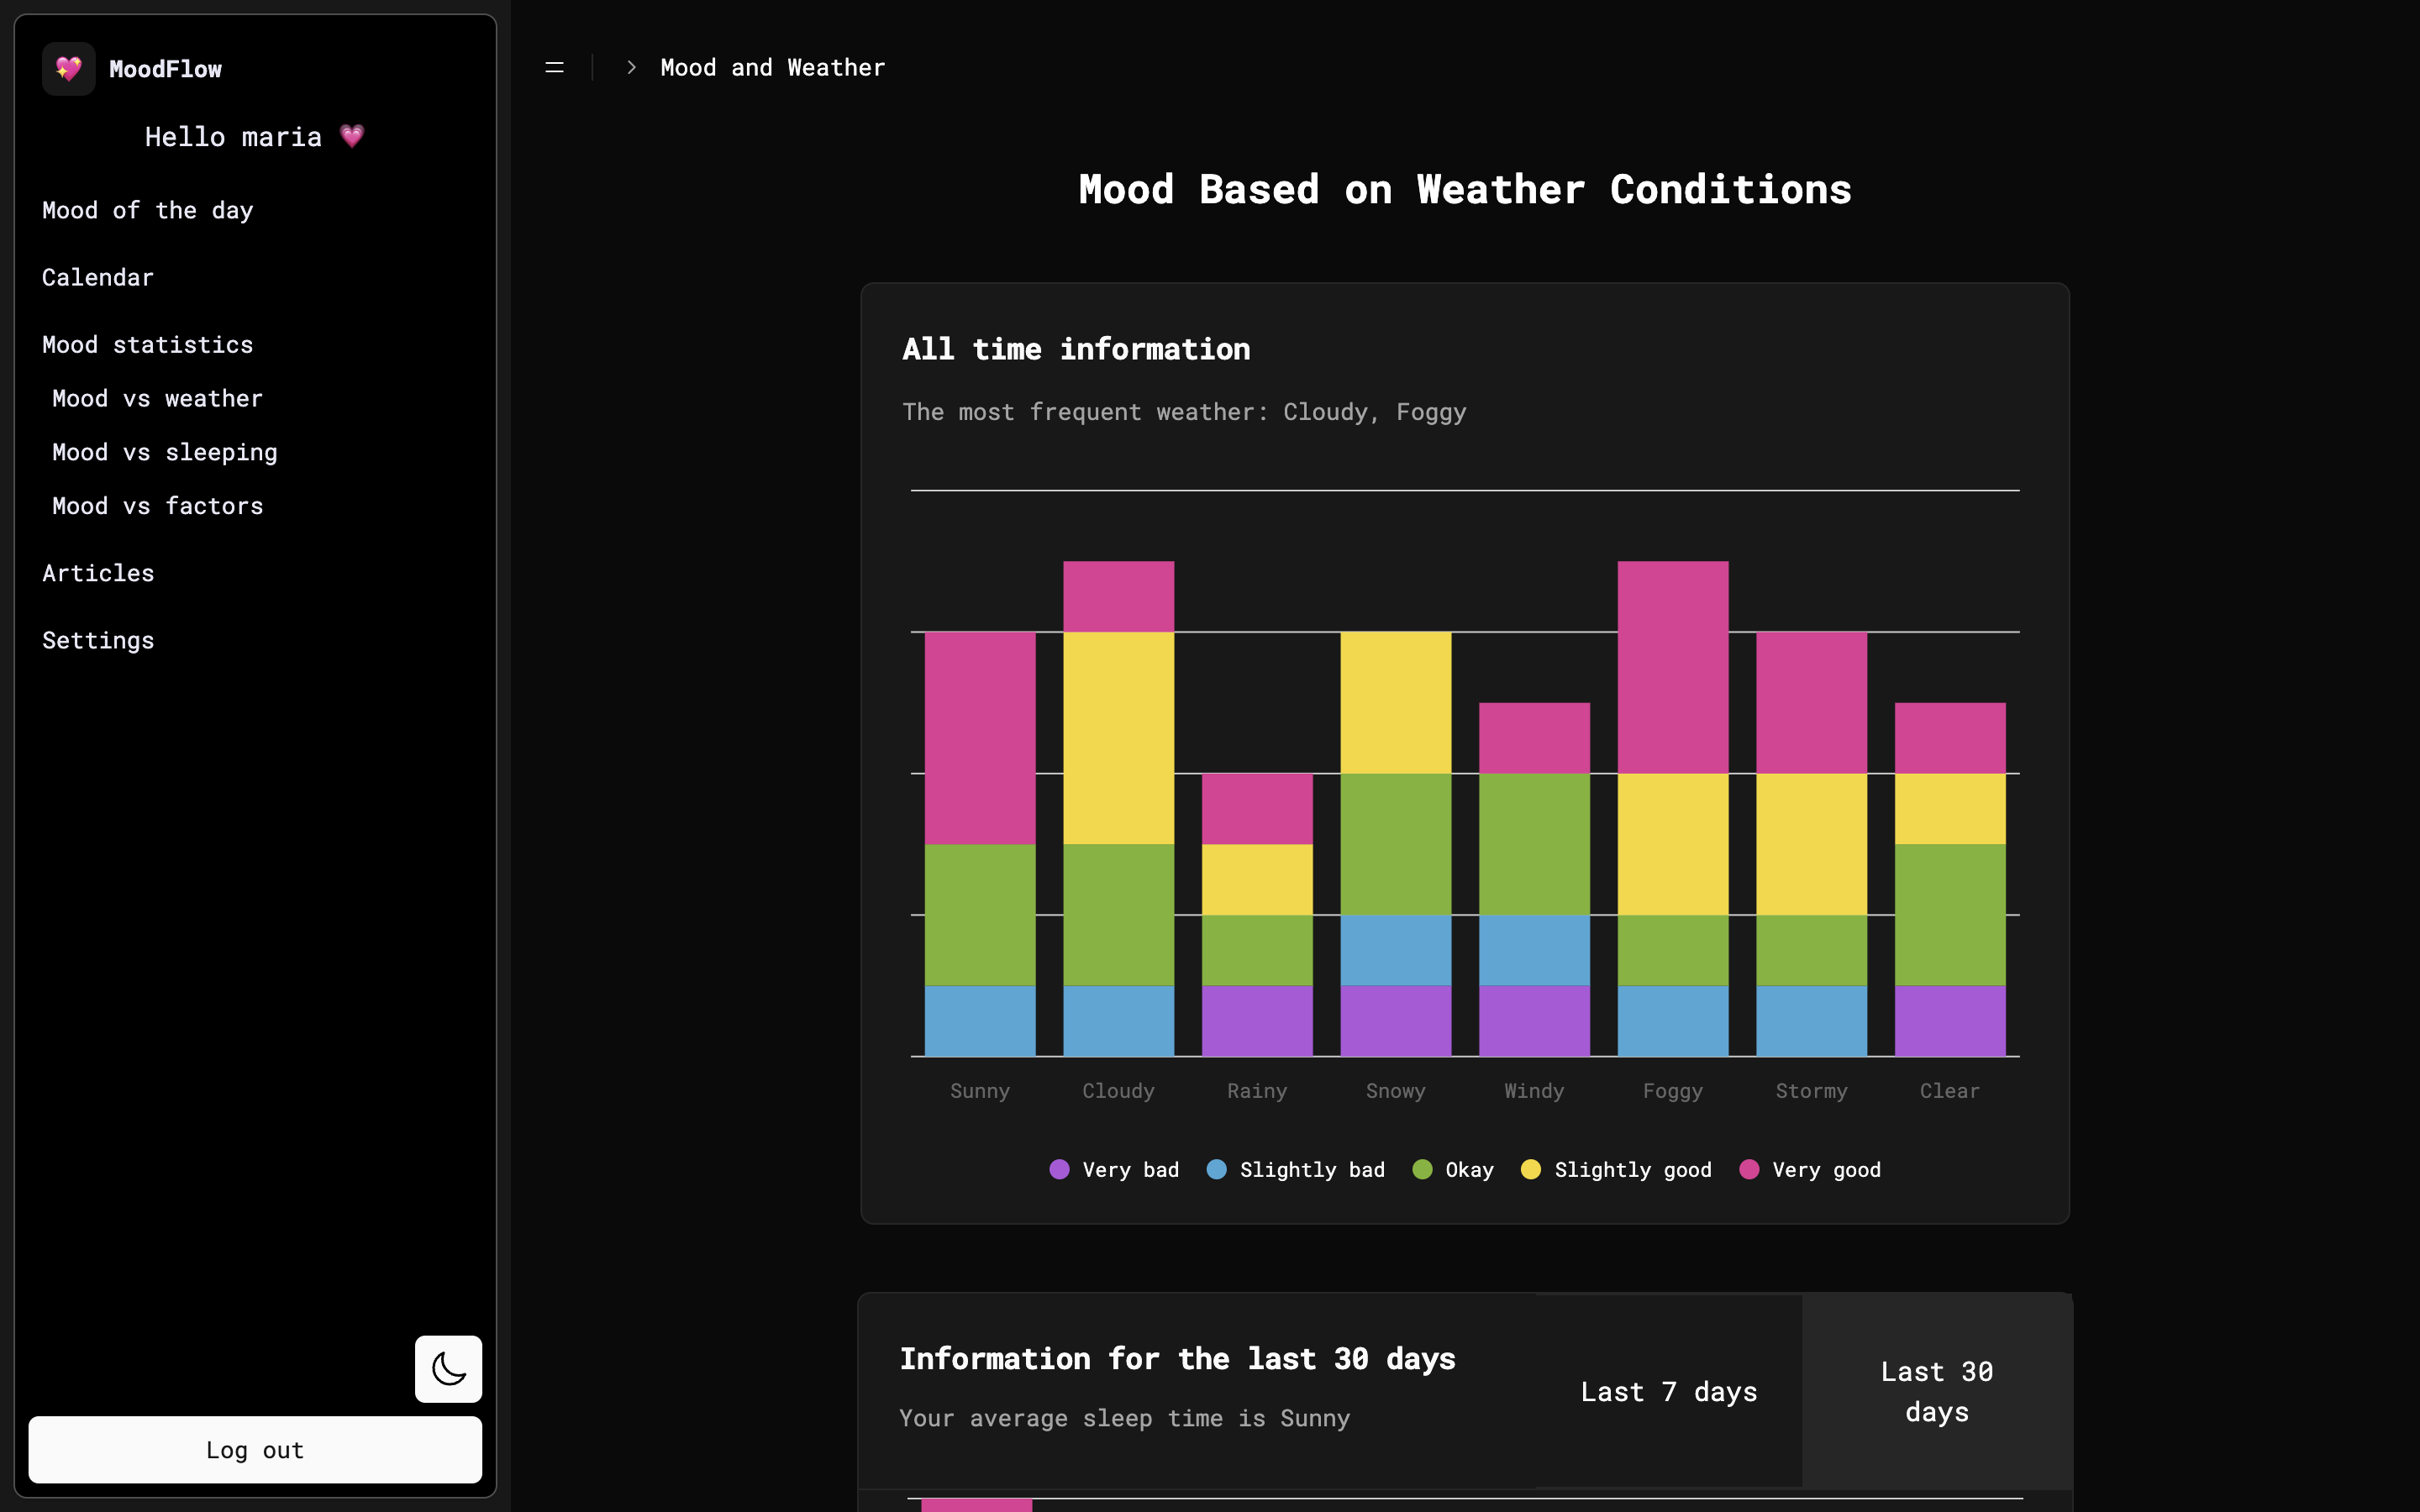 MoodFlow
Hello maria
Mood of the day
Calendar
Mood statistics
Mood vs weather
Mood vs sleeping
Mood vs factors
Articles
Settings
Log out
Mood and Weather
Mood Based on Weather Conditions
All time information
The most frequent weather: Cloudy, Foggy
Sunny Cloudy Rainy Snowy Windy Foggy Stormy Clear
Very bad Slightly bad Okay Slightly good Very good
Information for the last 30 days
Your average sleep time is Sunny
Last 7 days
Last 30
days